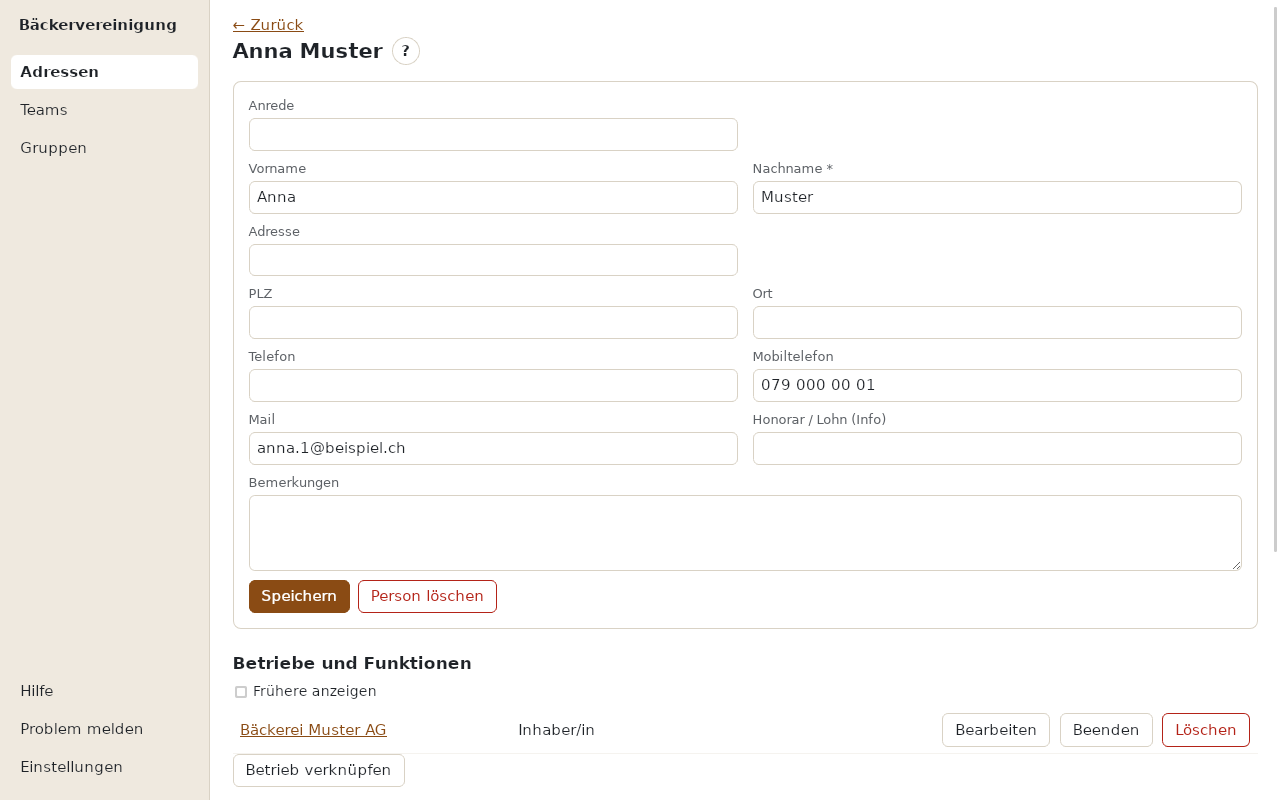 Bäckervereinigung
Adressen
Teams
Gruppen
Hilfe
Problem melden
Einstellungen
← Zurück
Anna Muster ?
Anrede
Vorname Nachname *
Anna Muster
Adresse
PLZ Ort
Telefon Mobiltelefon
079 000 00 01
Mail Honorar / Lohn (Info)
anna.1@beispiel.ch
Bemerkungen
Speichern Person löschen
Betriebe und Funktionen
Frühere anzeigen
Bäckerei Muster AG Inhaber/in Bearbeiten Beenden Löschen
Betrieb verknüpfen